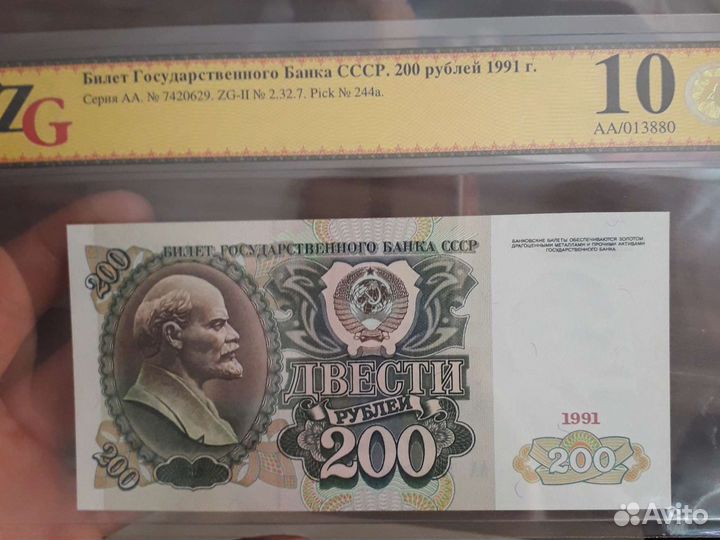 ZG
Билет Государственного Банка СССР. 200 рублей 1991 г.
Серия АА. № 7420629. ZG-II № 2.32.7. Pick № 244a.
10
AA/013880
БИЛЕТ ГОСУДАРСТВЕННОГО БАНКА СССР
200
БАНКОВСКИЕ БИЛЕТЫ ОБЕСПЕЧИВАЮТСЯ ЗОЛОТОМ,
ДРАГОЦЕННЫМИ МЕТАЛЛАМИ И ПРОЧИМИ АКТИВАМИ
ГОСУДАРСТВЕННОГО БАНКА
ДВЕСТИ
РУБЛЕЙ
200
200
1991
200
Avito